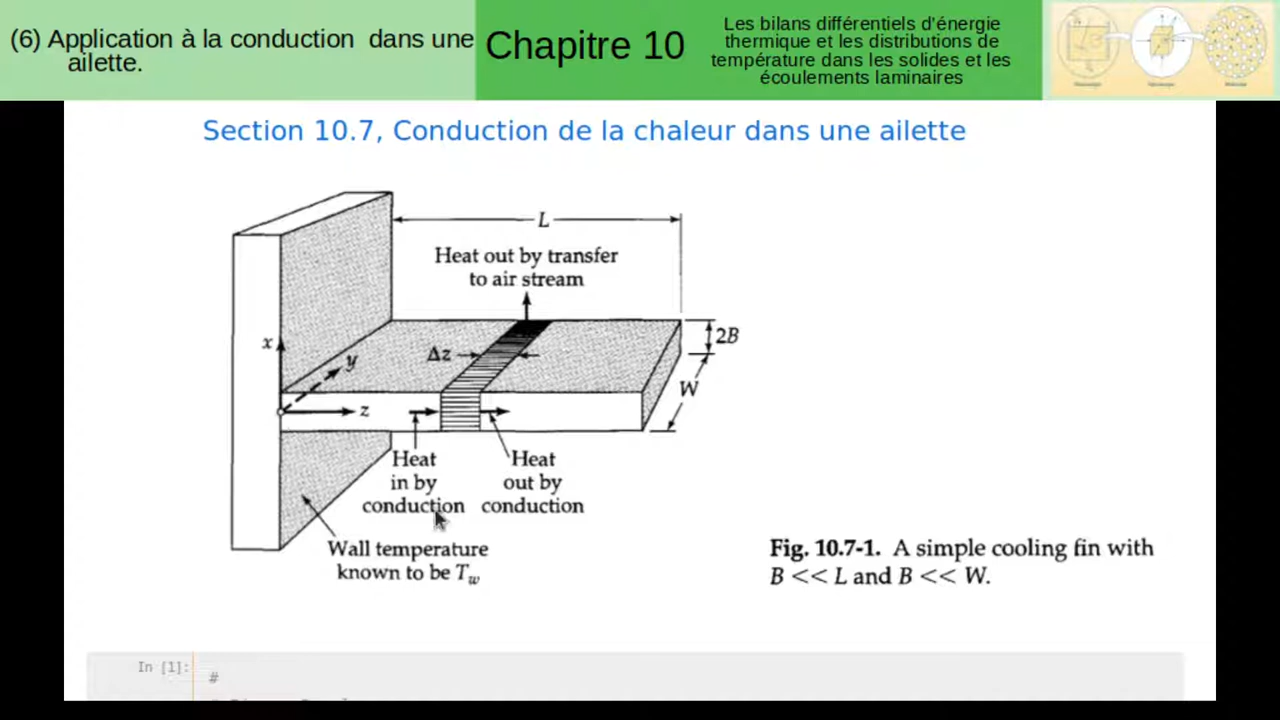 (6) Application à la conduction dans une
ailette.
Chapitre 10
Les bilans différentiels d'énergie
thermique et les distributions de
température dans les solides et les
écoulements laminaires
Section 10.7, Conduction de la chaleur dans une ailette
L
Heat out by transfer
to air stream
2B
x
y
Δz
W
z
Heat
in by
conduction
Heat
out by
conduction
Wall temperature
known to be Tw
Fig. 10.7-1. A simple cooling fin with
B << L and B << W.
In [1]:
#